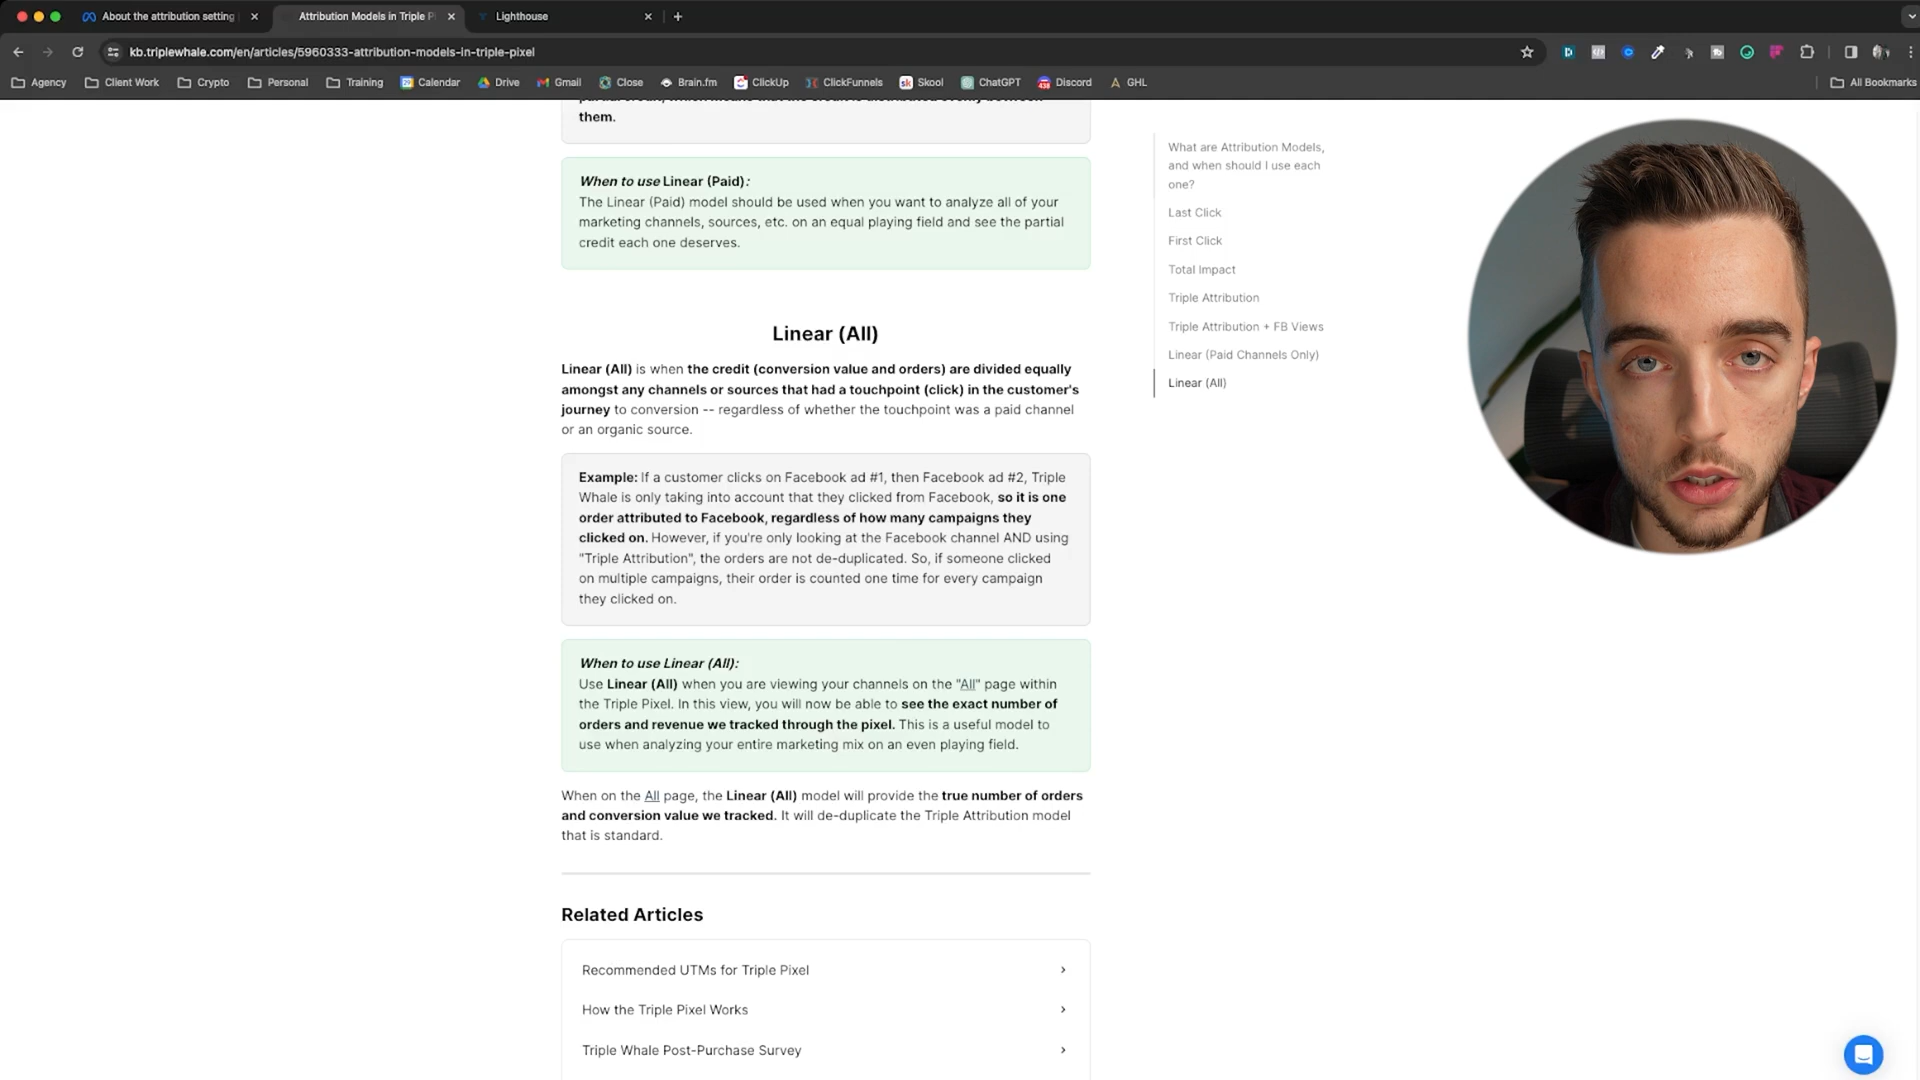 About the attribution setting
Attribution Models in Triple P
Lighthouse
kb.triplewhale.com/en/articles/5960333-attribution-models-in-triple-pixel
Agency
Client Work
Crypto
Personal
Training
Calendar
Drive
Gmail
Close
Brain.fm
ClickUp
ClickFunnels
Skool
ChatGPT
Discord
GHL
All Bookmarks
them.
When to use Linear (Paid):
The Linear (Paid) model should be used when you want to analyze all of your
marketing channels, sources, etc. on an equal playing field and see the partial
credit each one deserves.
Linear (All)
Linear (All) is when the credit (conversion value and orders) are divided equally
amongst any channels or sources that had a touchpoint (click) in the customer's
journey to conversion -- regardless of whether the touchpoint was a paid channel
or an organic source.
Example: If a customer clicks on Facebook ad #1, then Facebook ad #2, Triple
Whale is only taking into account that they clicked from Facebook, so it is one
order attributed to Facebook, regardless of how many campaigns they
clicked on. However, if you're only looking at the Facebook channel AND using
"Triple Attribution", the orders are not de-duplicated. So, if someone clicked
on multiple campaigns, their order is counted one time for every campaign
they clicked on.
When to use Linear (All):
Use Linear (All) when you are viewing your channels on the "All" page within
the Triple Pixel. In this view, you will now be able to see the exact number of
orders and revenue we tracked through the pixel. This is a useful model to
use when analyzing your entire marketing mix on an even playing field.
When on the All page, the Linear (All) model will provide the true number of orders
and conversion value we tracked. It will de-duplicate the Triple Attribution model
that is standard.
Related Articles
Recommended UTMs for Triple Pixel
How the Triple Pixel Works
Triple Whale Post-Purchase Survey
What are Attribution Models,
and when should I use each
one?
Last Click
First Click
Total Impact
Triple Attribution
Triple Attribution + FB Views
Linear (Paid Channels Only)
Linear (All)